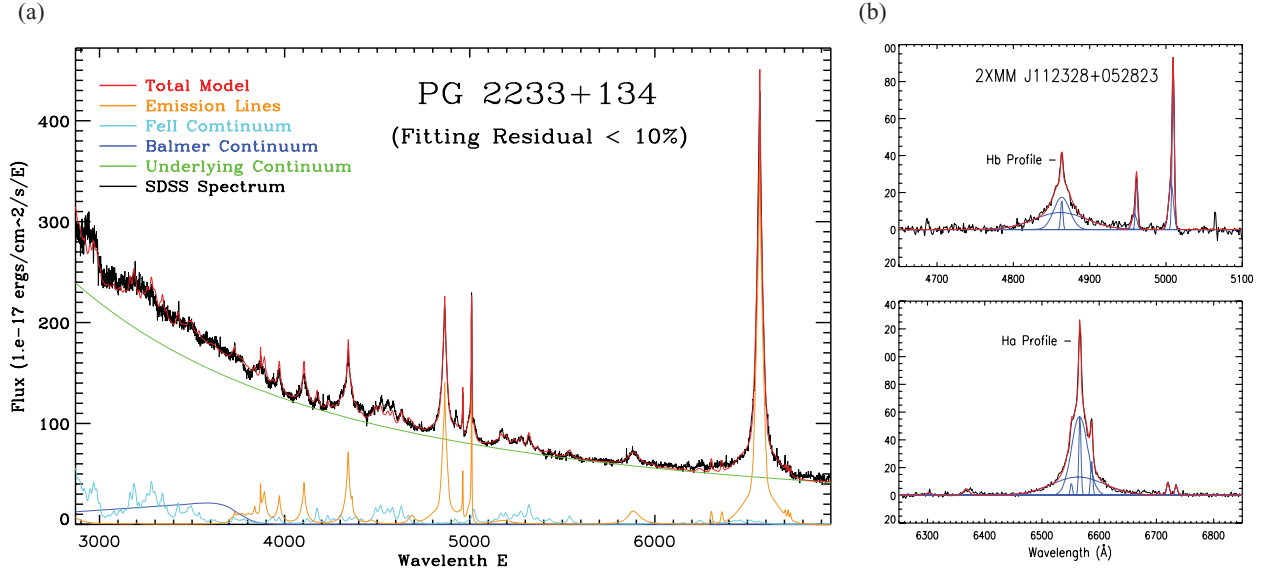 (a)
PG 2233+134
(Fitting Residual < 10%)
Total Model
Emission Lines
FeII Comtinuum
Balmer Continuum
Underlying Continuum
SDSS Spectrum
Flux (1.e-17 ergs/cm^2/s/E)
400
300
200
100
0
3000 4000 5000 6000
Wavelenth E
(b)
2XMM J112328+052823
Hb Profile
00
80
60
40
20
0
20
4700 4800 4900 5000 5100
Ha Profile
20
00
80
60
40
20
0
20
6300 6400 6500 6600 6700 6800
Wavelength (Å)